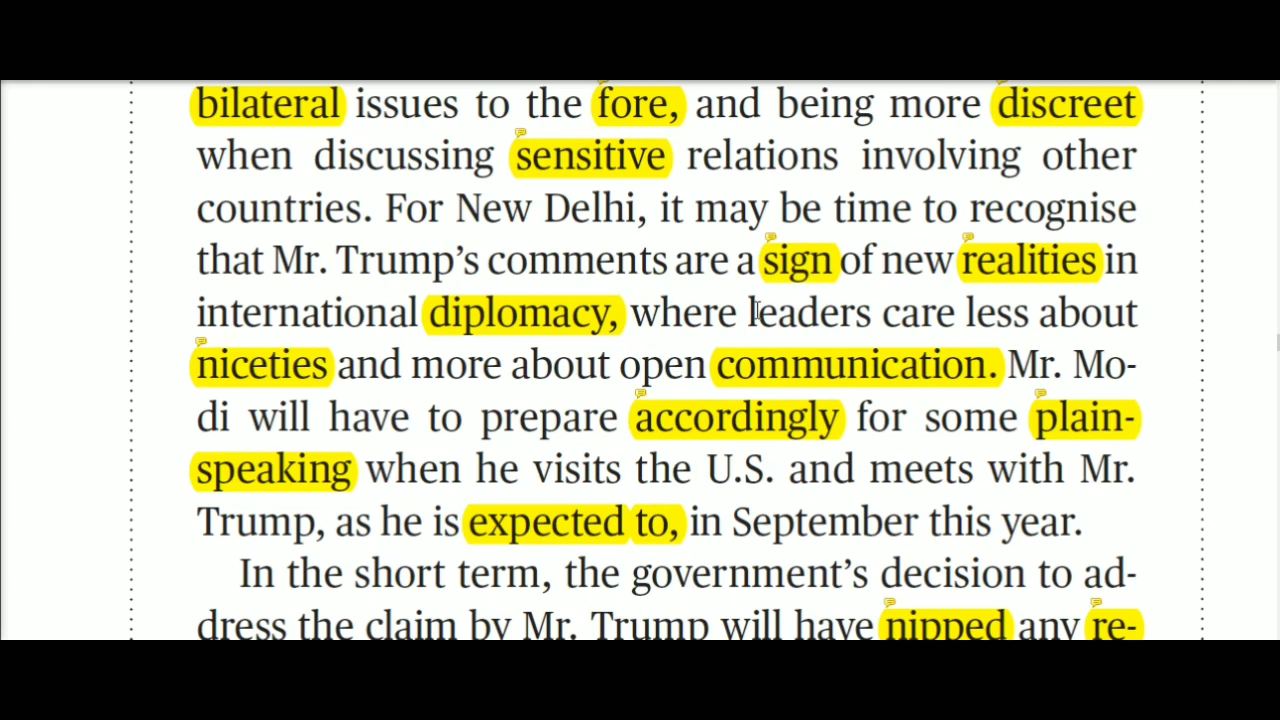 bilateral issues to the fore, and being more discreet
when discussing sensitive relations involving other
countries. For New Delhi, it may be time to recognise
that Mr. Trump's comments are a sign of new realities in
international diplomacy, where leaders care less about
niceties and more about open communication. Mr. Mo-
di will have to prepare accordingly for some plain-
speaking when he visits the U.S. and meets with Mr.
Trump, as he is expected to, in September this year.
In the short term, the government's decision to ad-
dress the claim by Mr. Trump will have nipped any re-